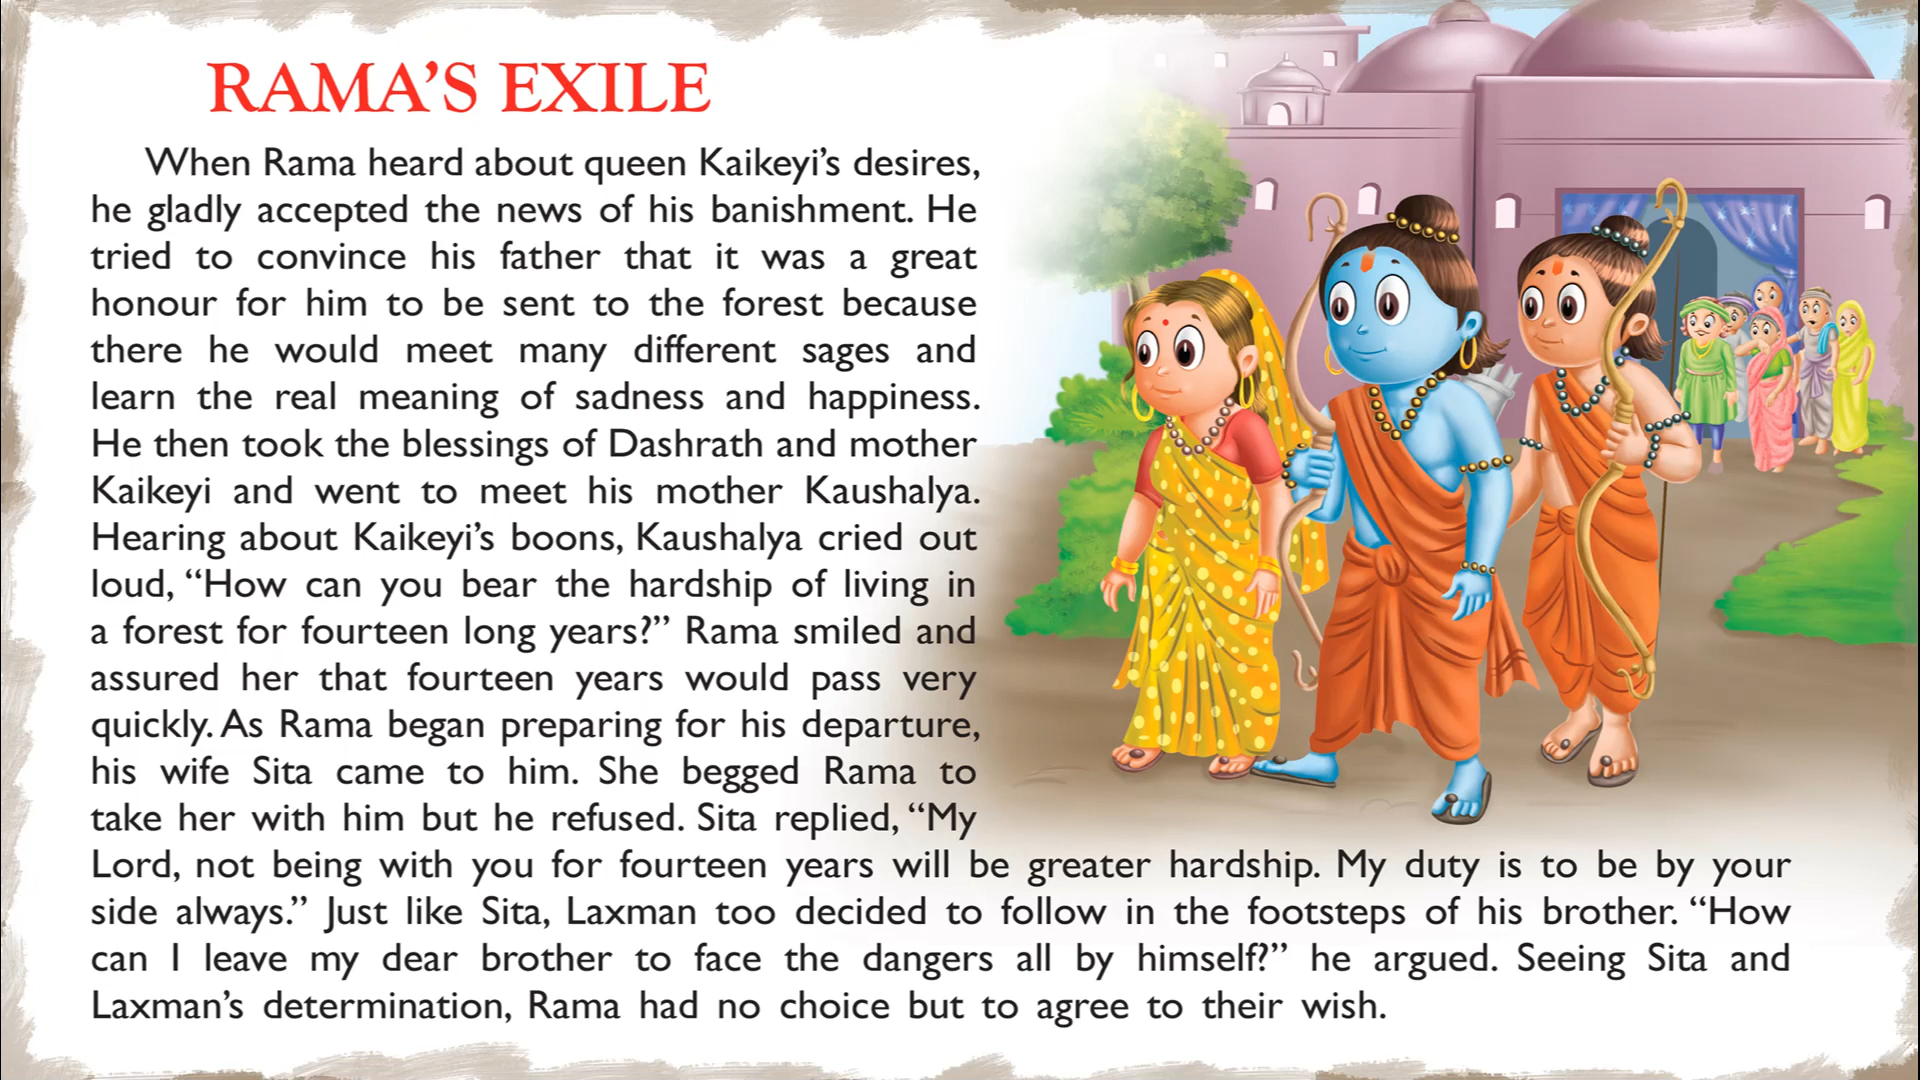 RAMA’S EXILE
When Rama heard about queen Kaikeyi’s desires,
he gladly accepted the news of his banishment. He
tried to convince his father that it was a great
honour for him to be sent to the forest because
there he would meet many different sages and
learn the real meaning of sadness and happiness.
He then took the blessings of Dashrath and mother
Kaikeyi and went to meet his mother Kaushalya.
Hearing about Kaikeyi’s boons, Kaushalya cried out
loud, “How can you bear the hardship of living in
a forest for fourteen long years?” Rama smiled and
assured her that fourteen years would pass very
quickly. As Rama began preparing for his departure,
his wife Sita came to him. She begged Rama to
take her with him but he refused. Sita replied, “My
Lord, not being with you for fourteen years will be greater hardship. My duty is to be by your
side always.” Just like Sita, Laxman too decided to follow in the footsteps of his brother. “How
can I leave my dear brother to face the dangers all by himself?” he argued. Seeing Sita and
Laxman’s determination, Rama had no choice but to agree to their wish.